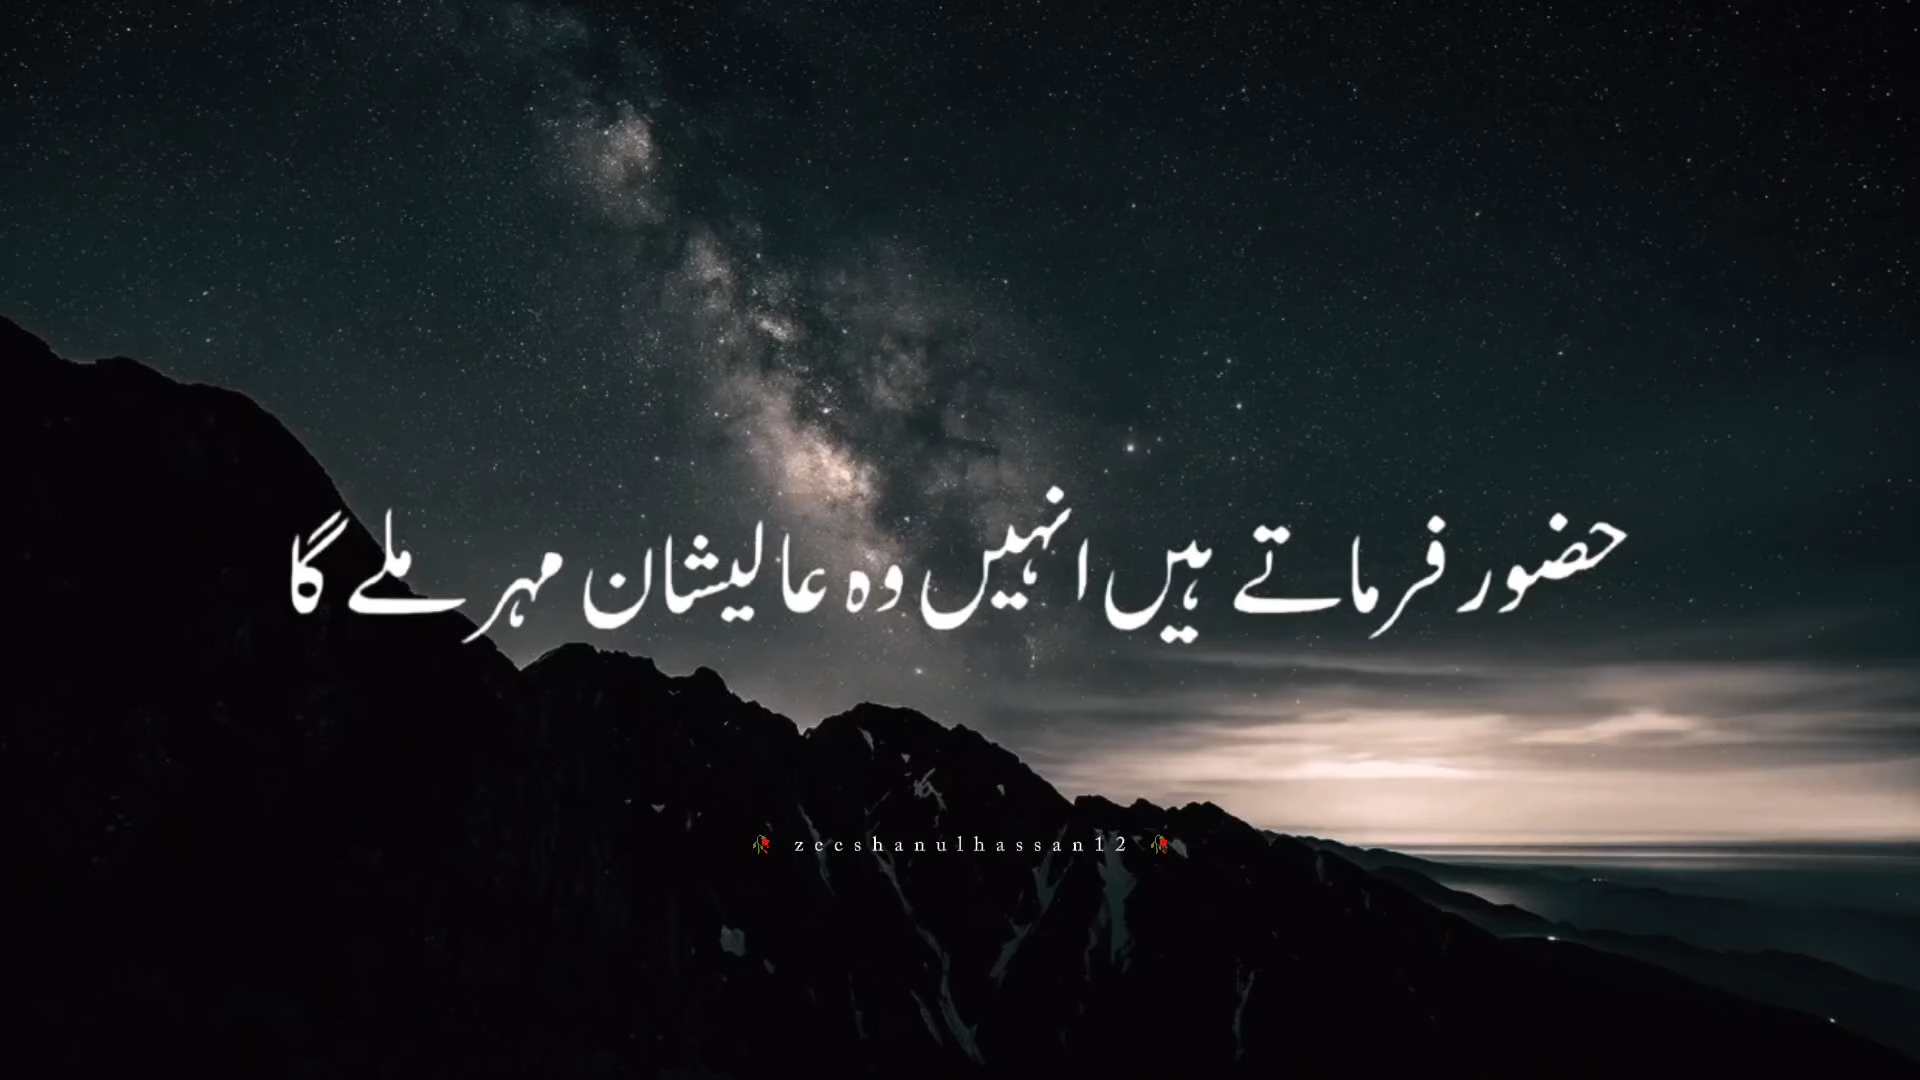 حضور فرماتے ہیں انہیں وہ عالیشان مہر ملے گا
🥀 zeeshanulhassan12 🥀